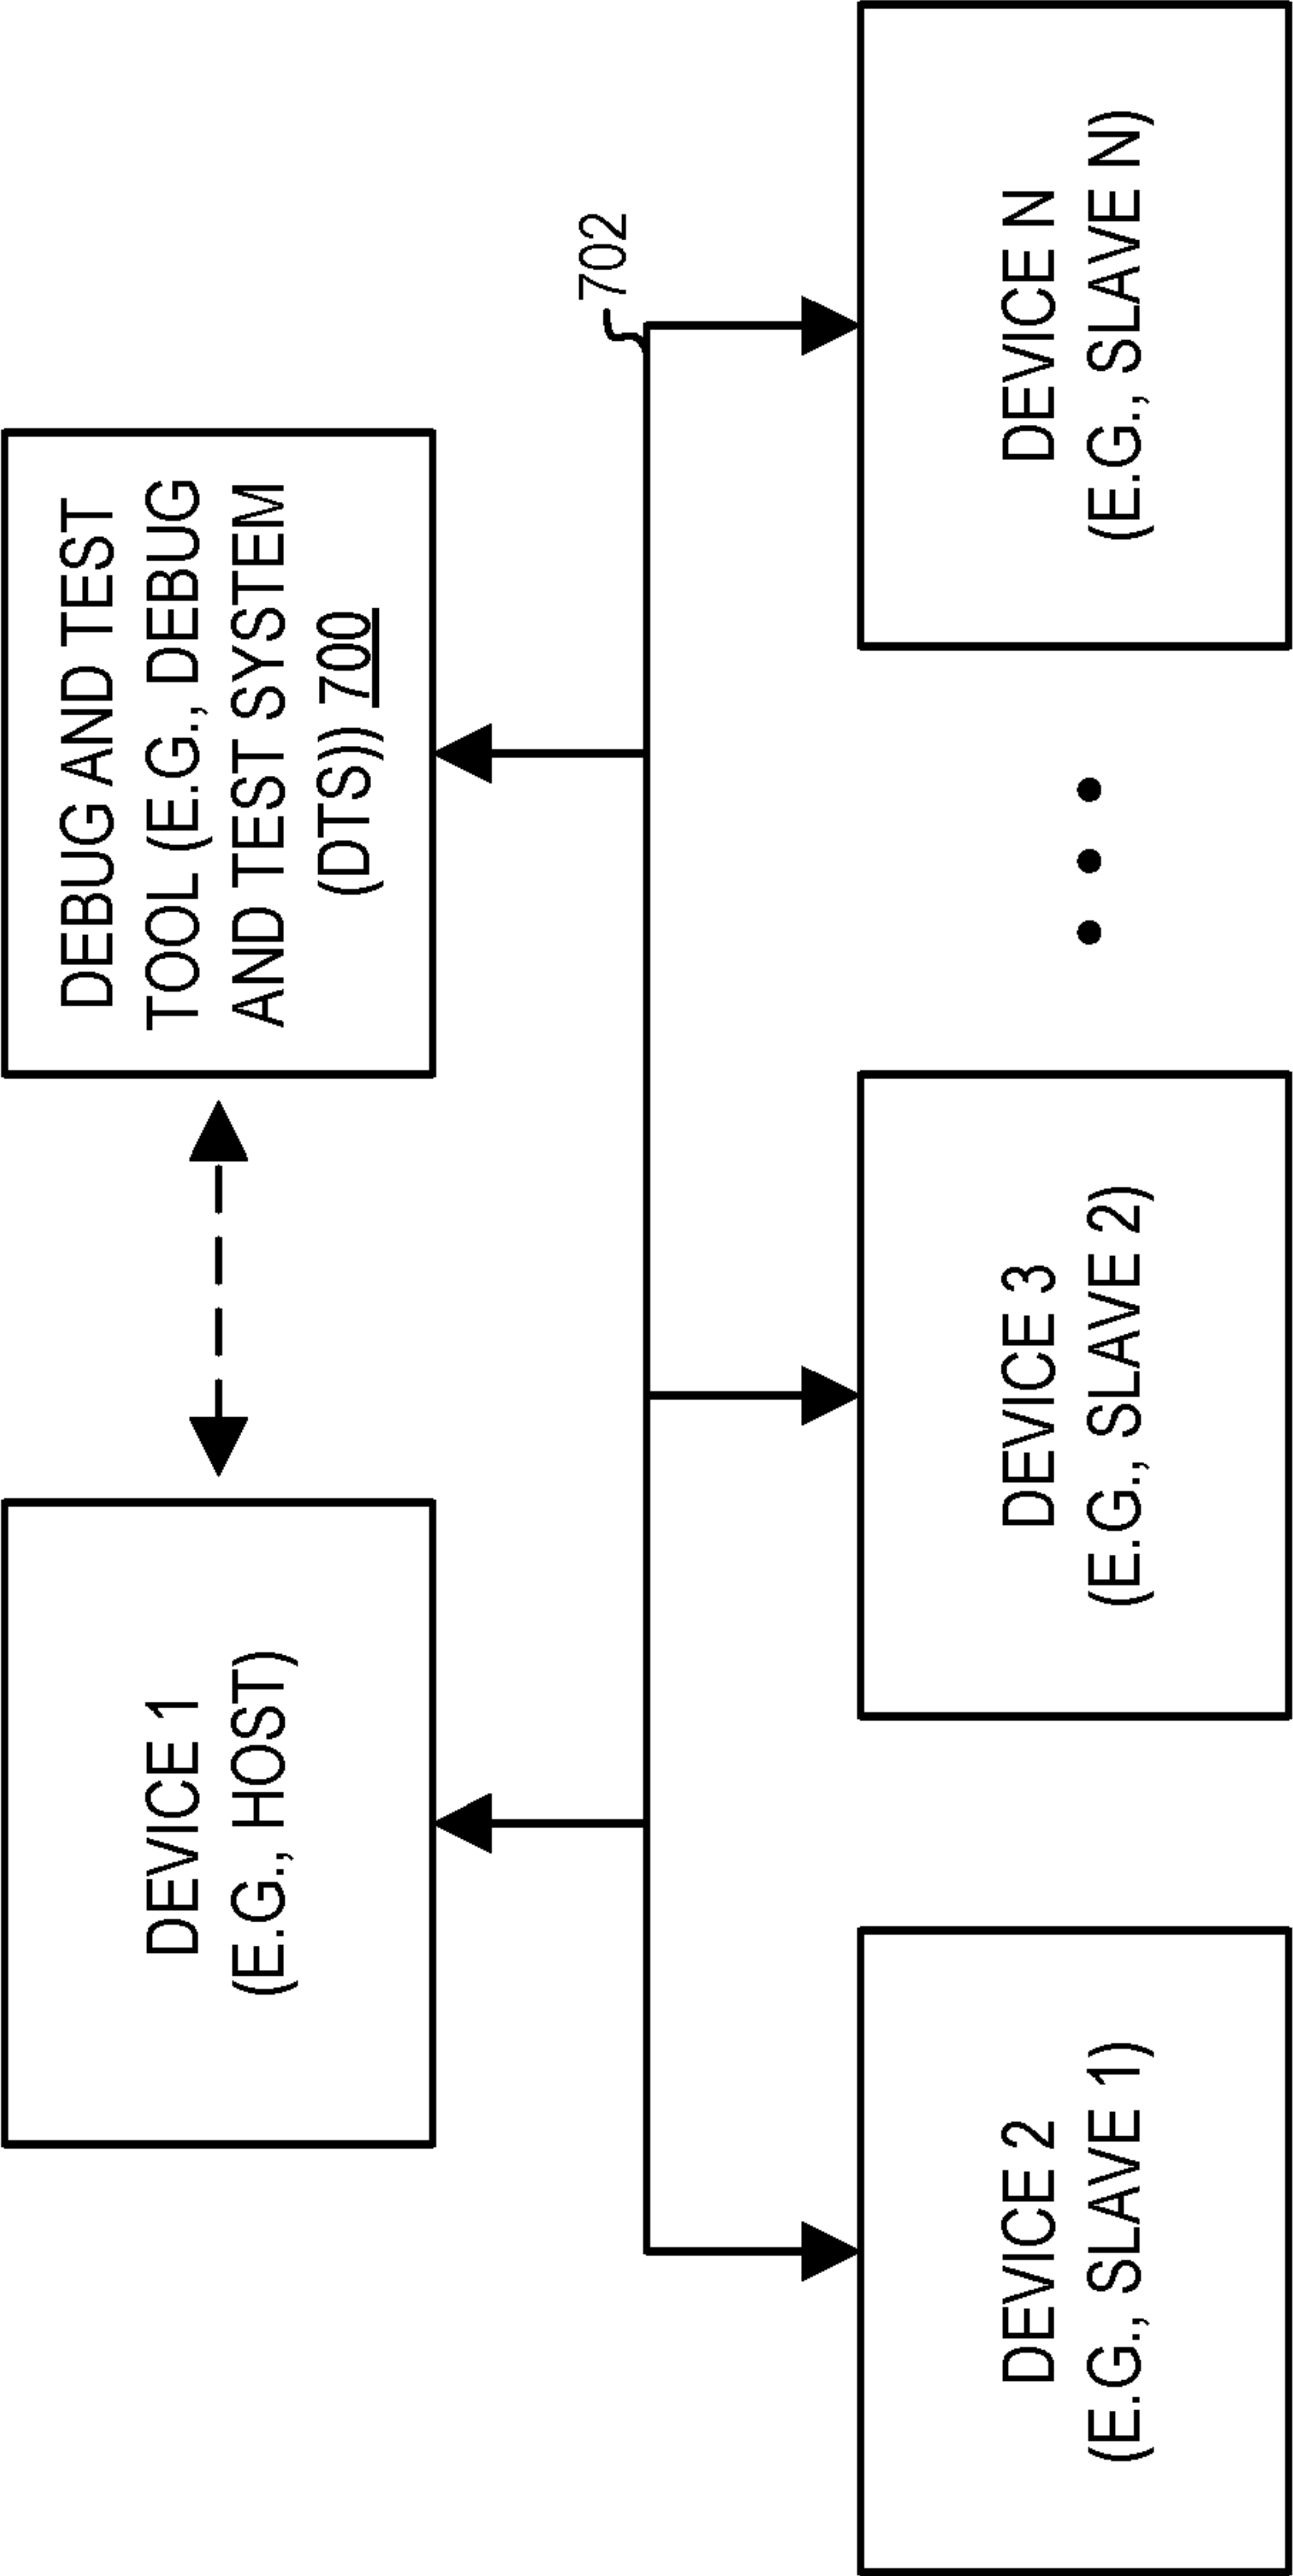 DEVICE 1
(E.G., HOST)
DEBUG AND TEST
TOOL (E.G., DEBUG
AND TEST SYSTEM
(DTS)) 700
702
DEVICE 2
(E.G., SLAVE 1)
DEVICE 3
(E.G., SLAVE 2)
DEVICE N
(E.G., SLAVE N)